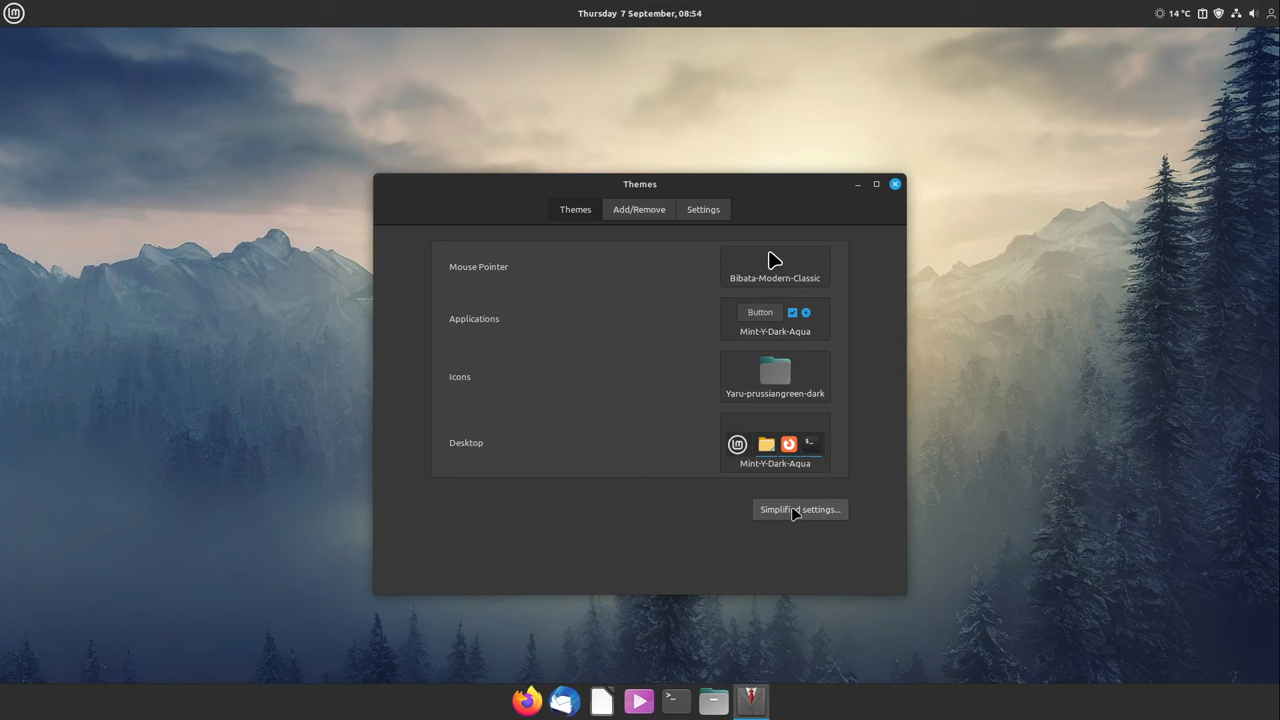 Thursday 7 September, 08:54
14 °C
Themes
Themes
Add/Remove
Settings
Mouse Pointer
Bibata-Modern-Classic
Applications
Button
Mint-Y-Dark-Aqua
Icons
Yaru-prussiangreen-dark
Desktop
Mint-Y-Dark-Aqua
Simplified settings...